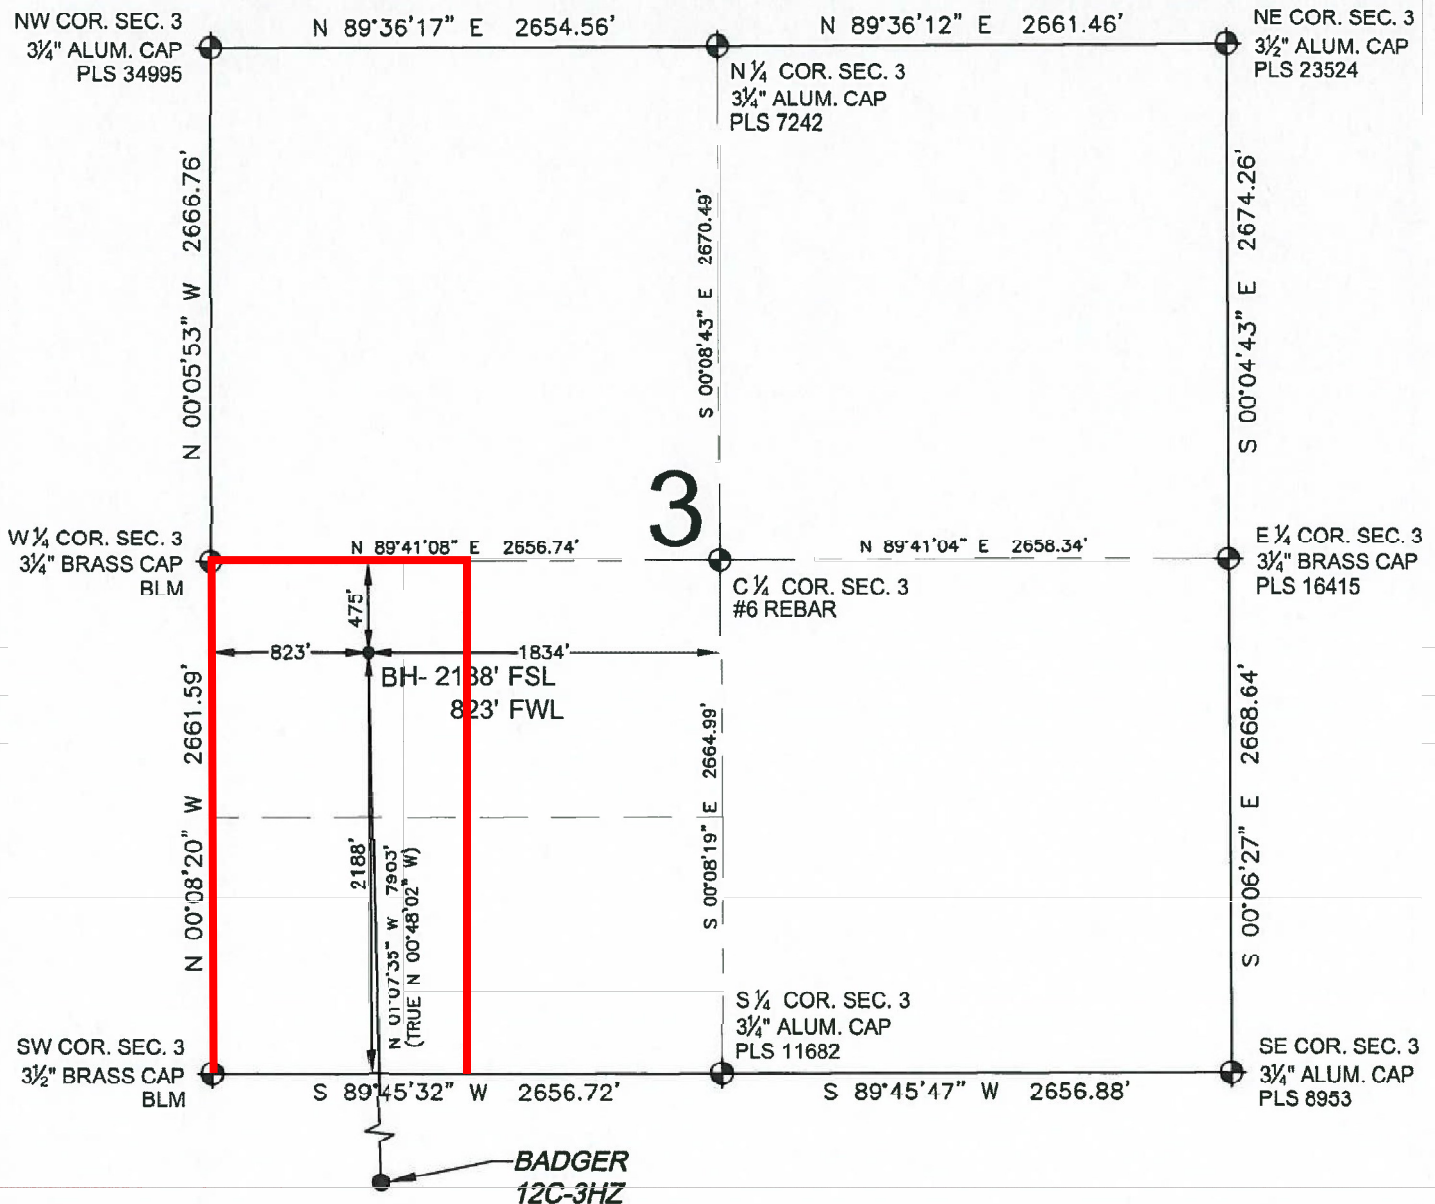 NW COR. SEC. 3
3¼" ALUM. CAP
PLS 34995
N 89°36'17" E 2654.56'
N 89°36'12" E 2661.46'
NE COR. SEC. 3
3½" ALUM. CAP
PLS 23524
N ¼ COR. SEC. 3
3¼" ALUM. CAP
PLS 7242
N 00°05'53" W 2666.76'
S 00°08'43" E 2670.49'
S 00°04'43" E 2674.26'
3
W ¼ COR. SEC. 3
3¼" BRASS CAP
BLM
N 89°41'08" E 2656.74'
N 89°41'04" E 2658.34'
E ¼ COR. SEC. 3
3¼" BRASS CAP
PLS 16415
C ¼ COR. SEC. 3
#6 REBAR
475'
823'
1834'
BH- 2188' FSL
823' FWL
N 00°08'20" W 2661.59'
2188'
N 01°07'35" W 7903'
(TRUE N 00°48'02" W)
S 00°08'19" E 2664.99'
S 00°06'27" E 2668.64'
S ¼ COR. SEC. 3
3¼" ALUM. CAP
PLS 11682
SW COR. SEC. 3
3½" BRASS CAP
BLM
S 89°45'32" W 2656.72'
S 89°45'47" W 2656.88'
SE COR. SEC. 3
3¼" ALUM. CAP
PLS 8953
BADGER
12C-3HZ